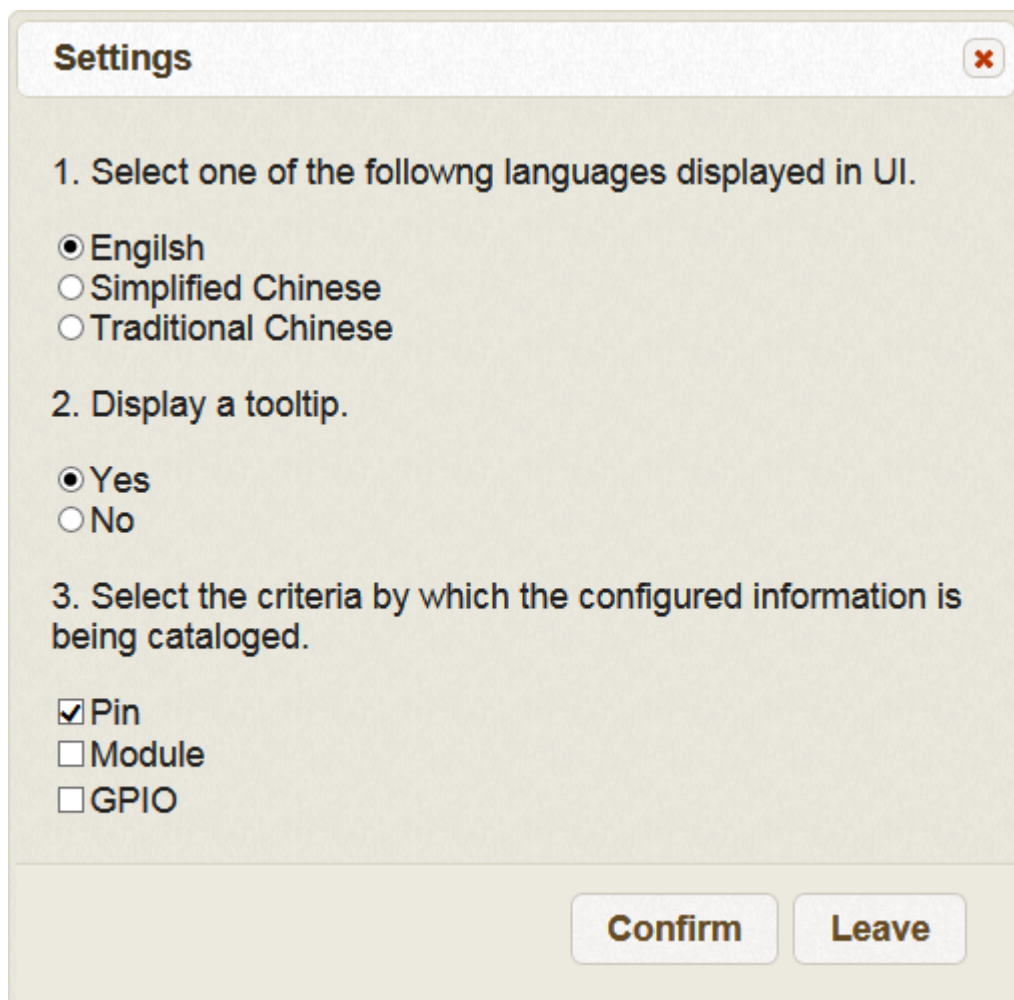 Settings
1. Select one of the followng languages displayed in UI.
Engilsh
Simplified Chinese
Traditional Chinese
2. Display a tooltip.
Yes
No
3. Select the criteria by which the configured information is
being cataloged.
Pin
Module
GPIO
Confirm Leave